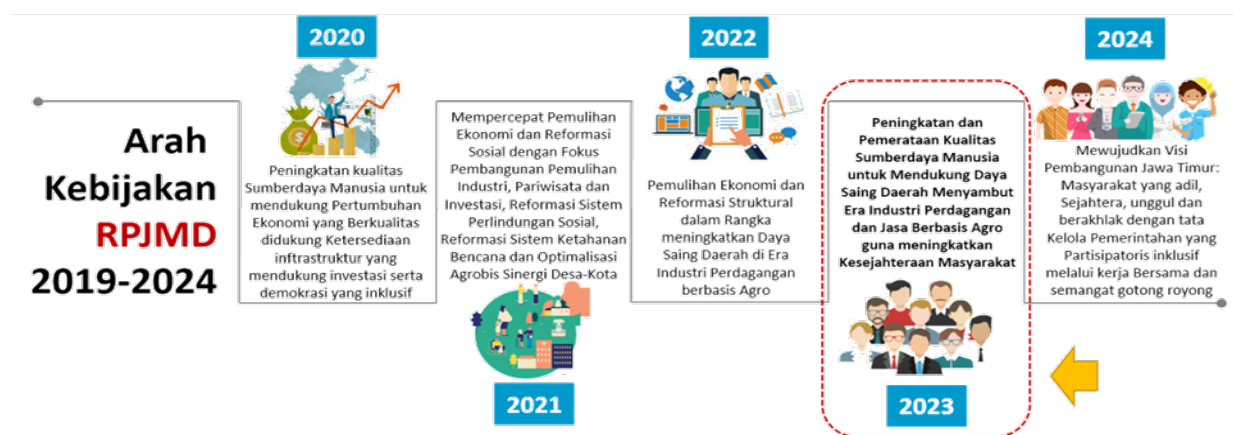 Arah
Kebijakan
RPJMD
2019-2024
2020
Peningkatan kualitas
Sumberdaya Manusia untuk
mendukung Pertumbuhan
Ekonomi yang Berkualitas
didukung Ketersediaan
inftrastruktur yang
mendukung investasi serta
demokrasi yang inklusif
Mempercepat Pemulihan
Ekonomi dan Reformasi
Sosial dengan Fokus
Pembangunan Pemulihan
Industri, Pariwisata dan
Investasi, Reformasi Sistem
Perlindungan Sosial,
Reformasi Sistem Ketahanan
Bencana dan Optimalisasi
Agrobis Sinergi Desa-Kota
2021
2022
Pemulihan Ekonomi dan
Reformasi Struktural
dalam Rangka
meningkatkan Daya
Saing Daerah di Era
Industri Perdagangan
berbasis Agro
Peningkatan dan
Pemerataan Kualitas
Sumberdaya Manusia
untuk Mendukung Daya
Saing Daerah Menyambut
Era Industri Perdagangan
dan Jasa Berbasis Agro
guna meningkatkan
Kesejahteraan Masyarakat
2023
2024
Mewujudkan Visi
Pembangunan Jawa Timur:
Masyarakat yang adil,
Sejahtera, unggul dan
berakhlak dengan tata
Kelola Pemerintahan yang
Partisipatoris inklusif
melalui kerja Bersama dan
semangat gotong royong